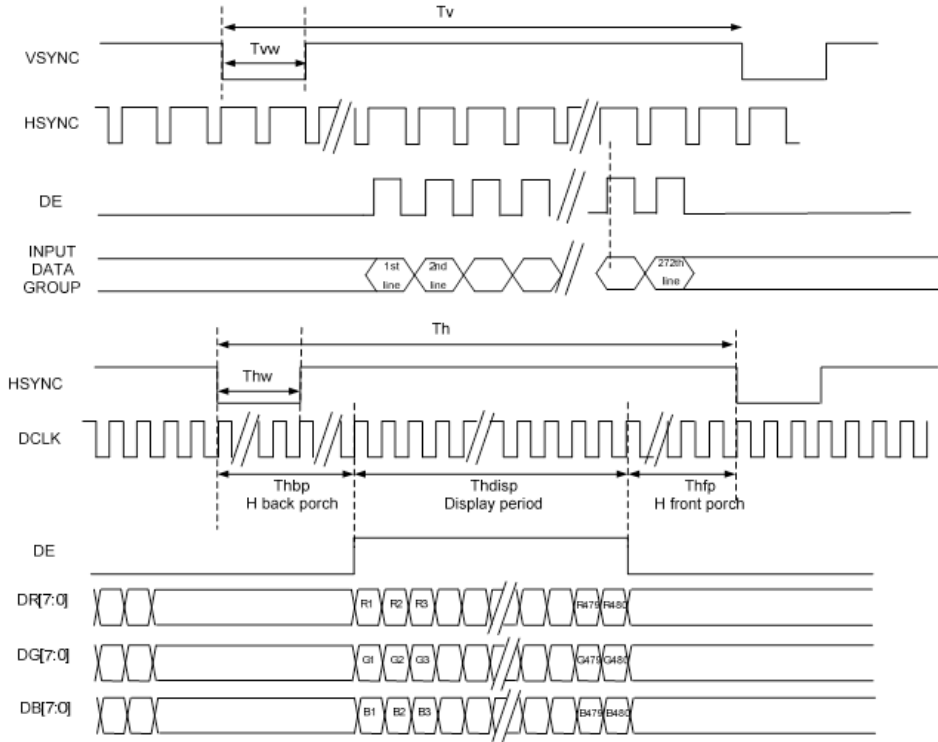 Tv
Tvw
VSYNC
HSYNC
DE
INPUT
DATA
GROUP
1st
line
2nd
line
272th
line
Th
Thw
HSYNC
DCLK
Thbp
H back porch
Thdisp
Display period
Thfp
H front porch
DE
DR[7:0]
R1 R2 R3 R479 R480
DG[7:0]
G1 G2 G3 G479 G480
DB[7:0]
B1 B2 B3 B479 B480